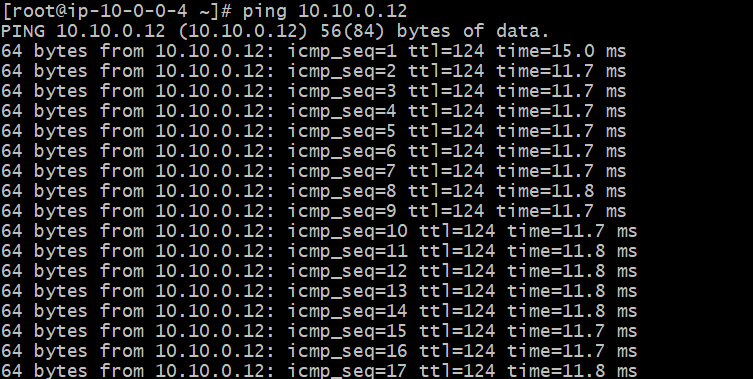 [root@ip-10-0-0-4 ~]# ping 10.10.0.12
PING 10.10.0.12 (10.10.0.12) 56(84) bytes of data.
64 bytes from 10.10.0.12: icmp_seq=1 ttl=124 time=15.0 ms
64 bytes from 10.10.0.12: icmp_seq=2 ttl=124 time=11.7 ms
64 bytes from 10.10.0.12: icmp_seq=3 ttl=124 time=11.7 ms
64 bytes from 10.10.0.12: icmp_seq=4 ttl=124 time=11.7 ms
64 bytes from 10.10.0.12: icmp_seq=5 ttl=124 time=11.7 ms
64 bytes from 10.10.0.12: icmp_seq=6 ttl=124 time=11.7 ms
64 bytes from 10.10.0.12: icmp_seq=7 ttl=124 time=11.7 ms
64 bytes from 10.10.0.12: icmp_seq=8 ttl=124 time=11.8 ms
64 bytes from 10.10.0.12: icmp_seq=9 ttl=124 time=11.7 ms
64 bytes from 10.10.0.12: icmp_seq=10 ttl=124 time=11.7 ms
64 bytes from 10.10.0.12: icmp_seq=11 ttl=124 time=11.8 ms
64 bytes from 10.10.0.12: icmp_seq=12 ttl=124 time=11.8 ms
64 bytes from 10.10.0.12: icmp_seq=13 ttl=124 time=11.8 ms
64 bytes from 10.10.0.12: icmp_seq=14 ttl=124 time=11.8 ms
64 bytes from 10.10.0.12: icmp_seq=15 ttl=124 time=11.7 ms
64 bytes from 10.10.0.12: icmp_seq=16 ttl=124 time=11.7 ms
64 bytes from 10.10.0.12: icmp_seq=17 ttl=124 time=11.8 ms